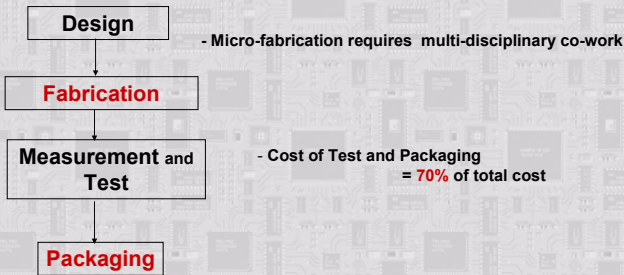 Design
- Micro-fabrication requires multi-disciplinary co-work
Fabrication
Measurement and
Test
- Cost of Test and Packaging
= 70% of total cost
Packaging